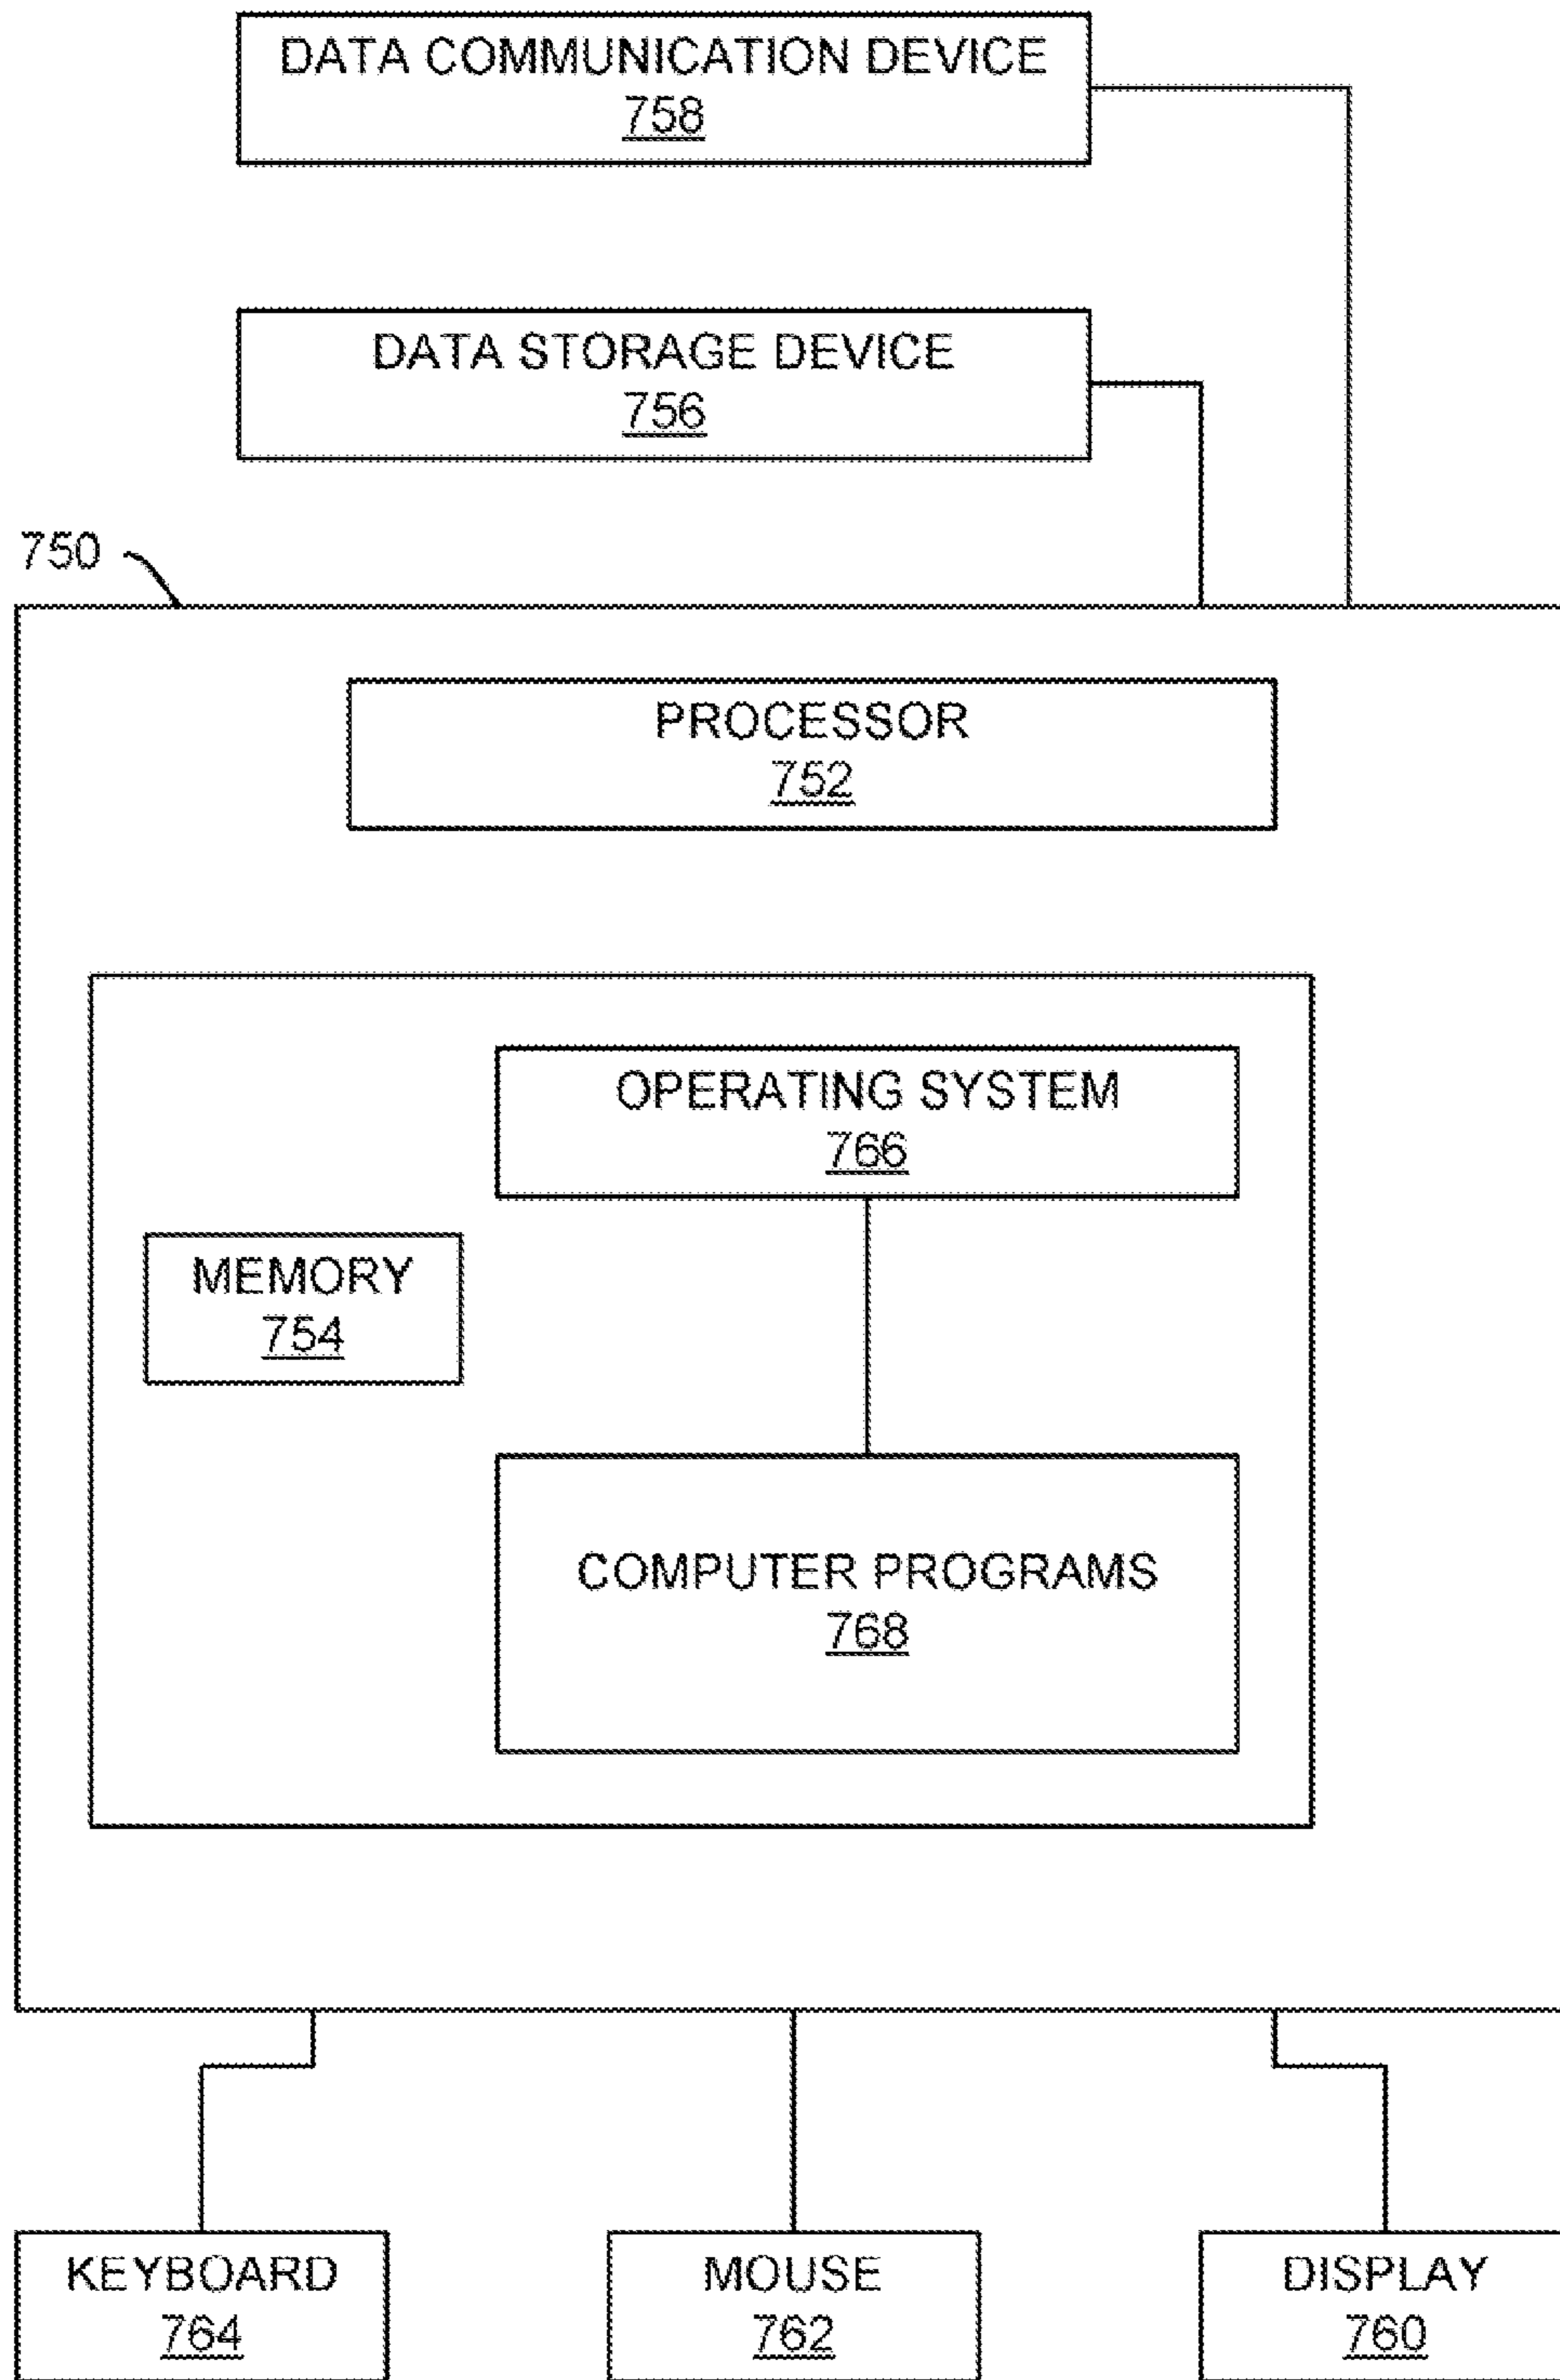 DATA COMMUNICATION DEVICE
758
DATA STORAGE DEVICE
756
750
PROCESSOR
752
OPERATING SYSTEM
766
MEMORY
754
COMPUTER PROGRAMS
768
KEYBOARD
764
MOUSE
762
DISPLAY
760